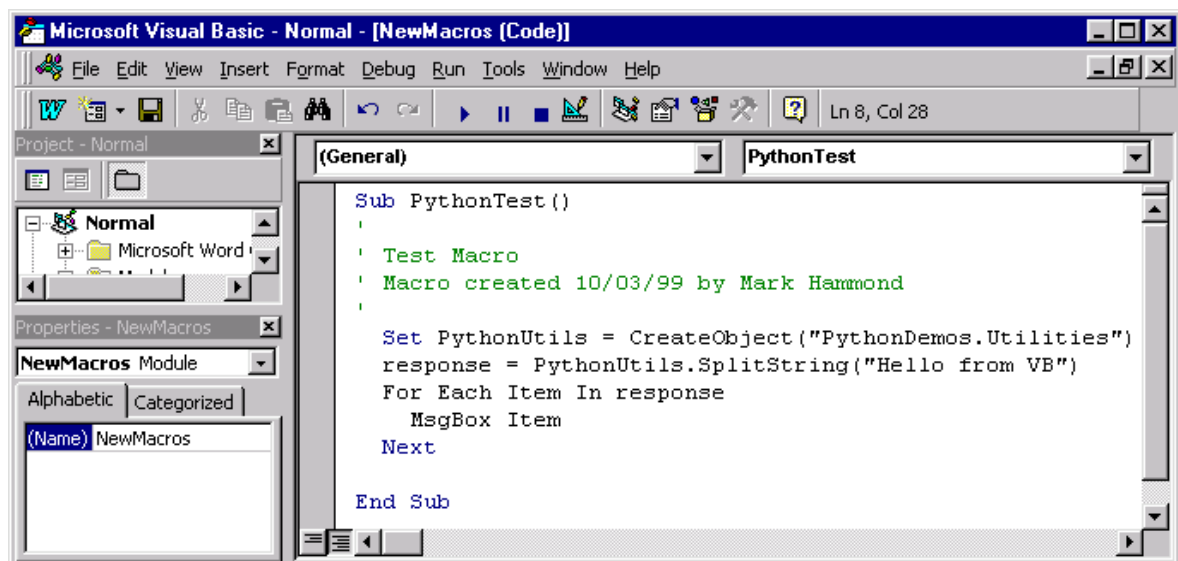 Microsoft Visual Basic - Normal - [NewMacros (Code)]
File Edit View Insert Format Debug Run Tools Window Help
Ln 8, Col 28
Project - Normal
Normal
Microsoft Word
Properties - NewMacros
NewMacros Module
Alphabetic Categorized
(Name) NewMacros
(General) PythonTest
Sub PythonTest()
'
' Test Macro
' Macro created 10/03/99 by Mark Hammond
'
Set PythonUtils = CreateObject("PythonDemos.Utilities")
response = PythonUtils.SplitString("Hello from VB")
For Each Item In response
MsgBox Item
Next
End Sub